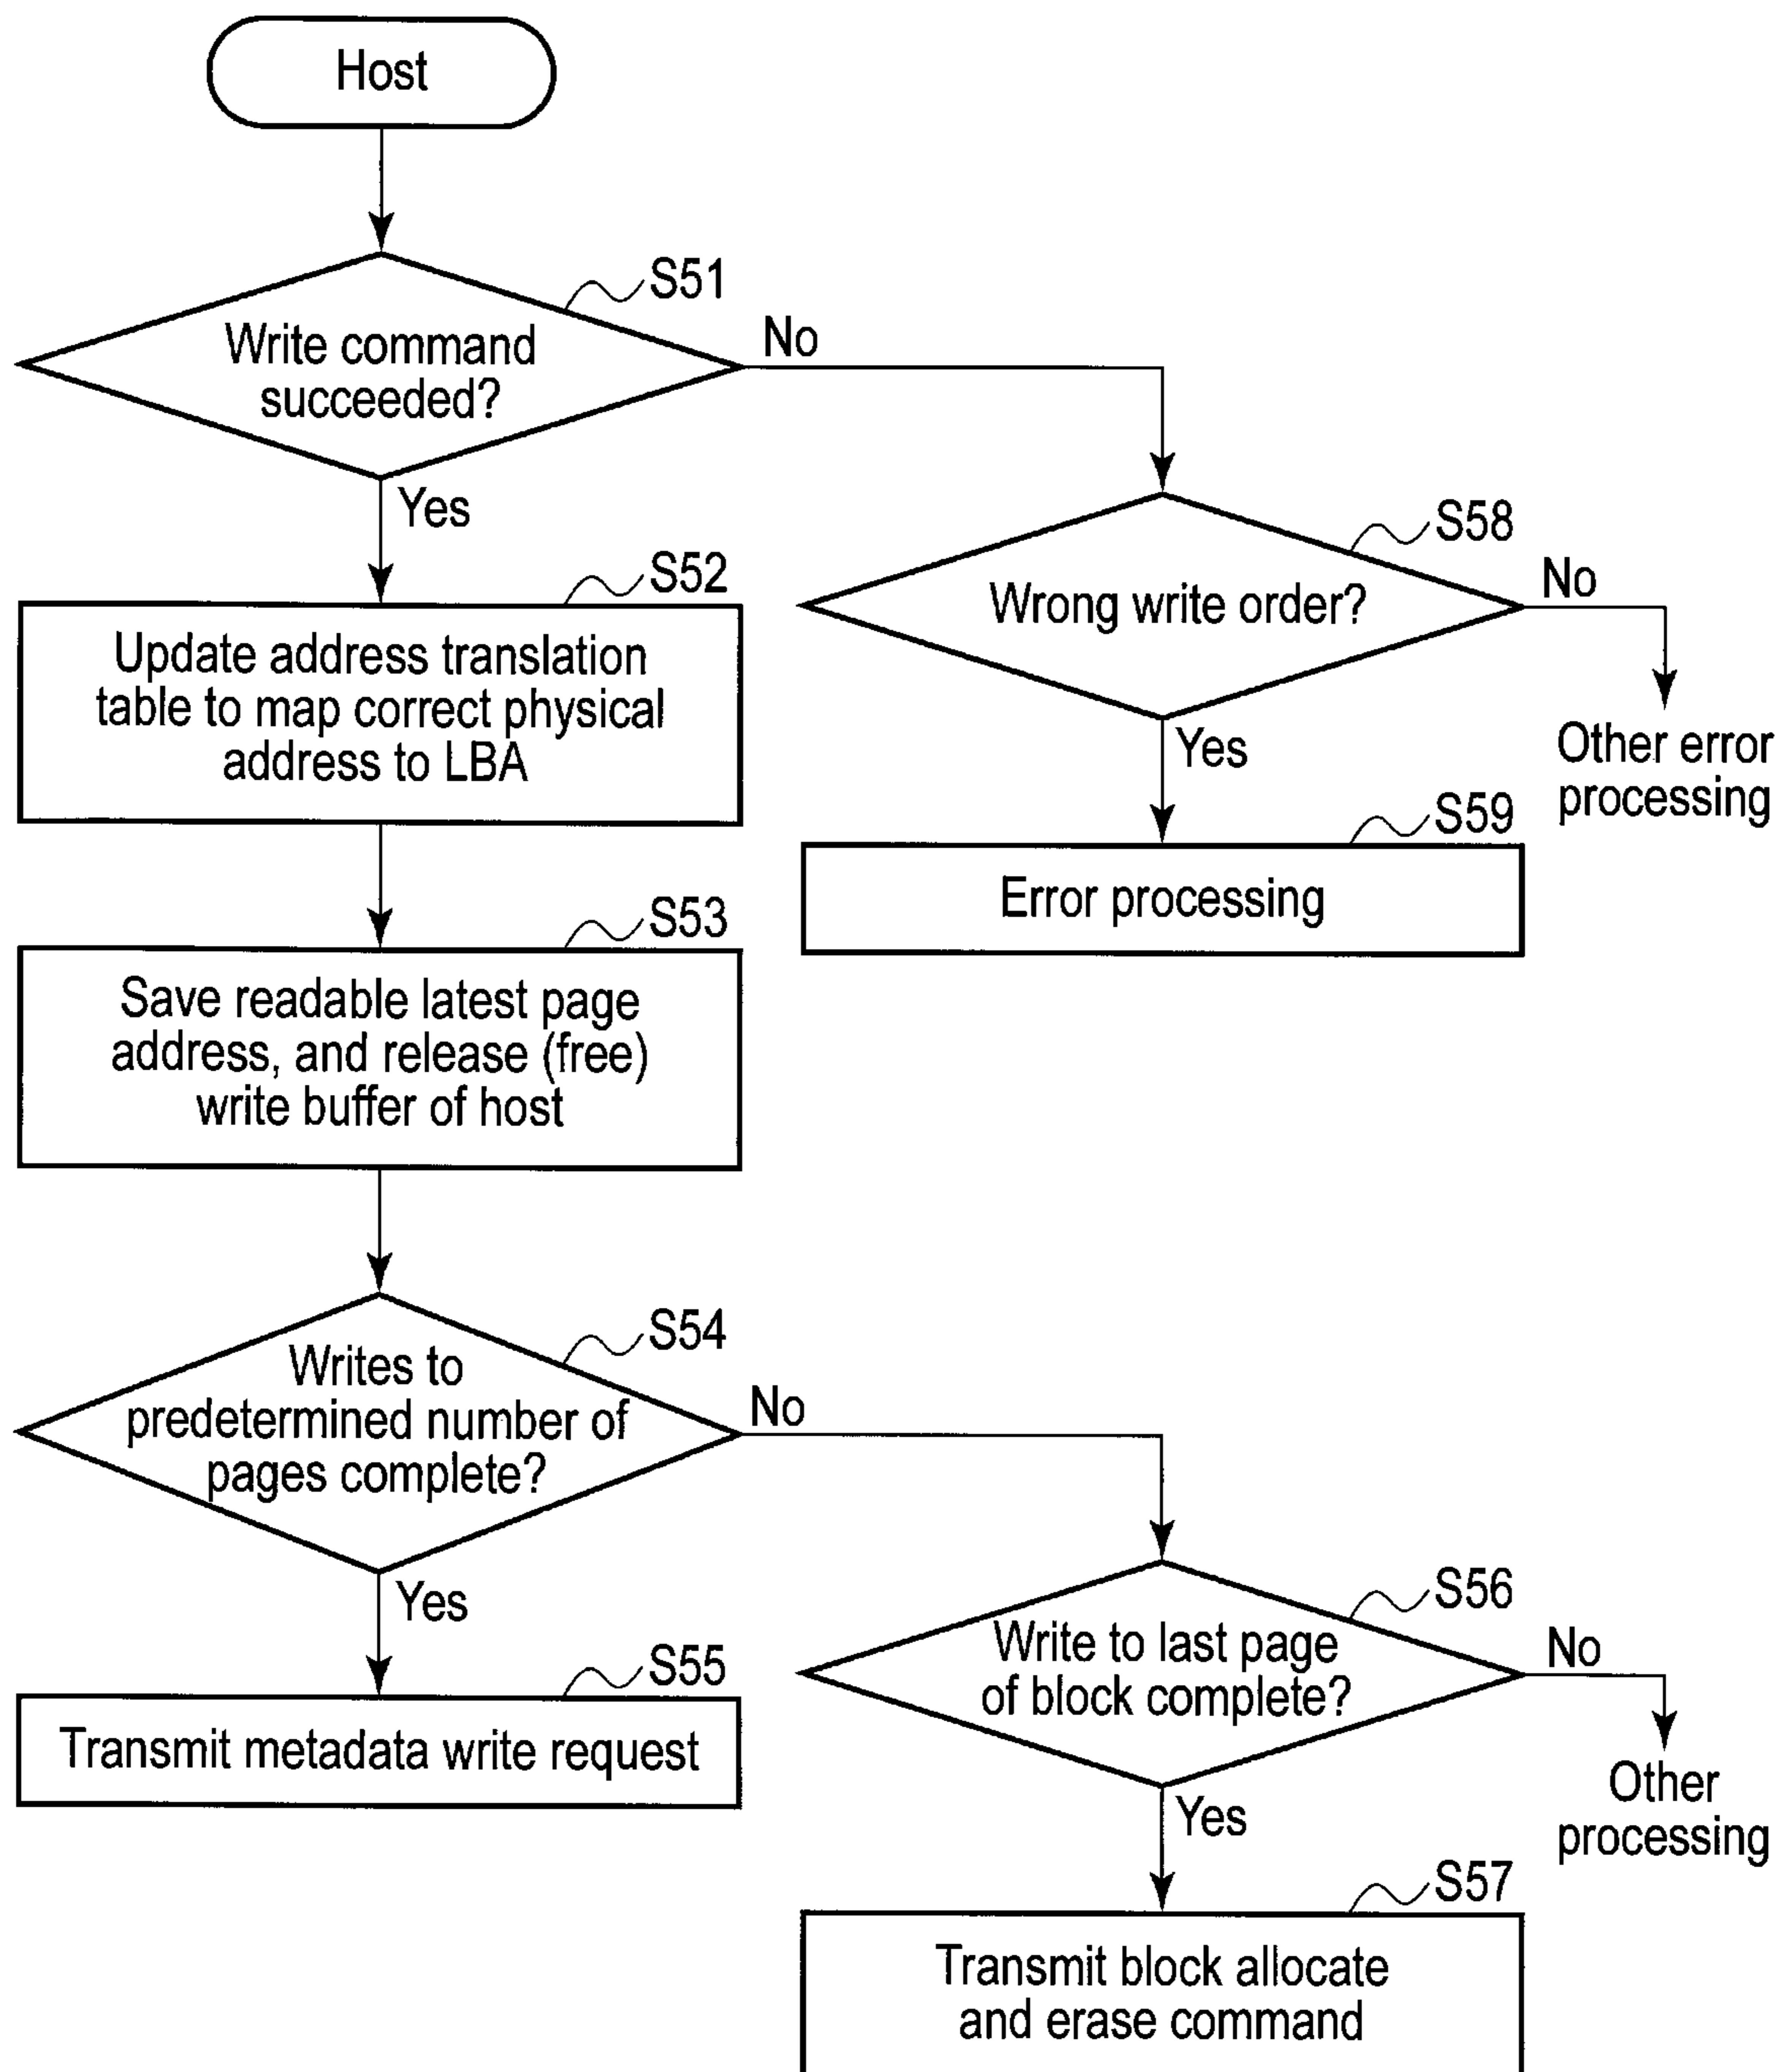 Host
S51
Write command
succeeded?
No
Yes
S58
Wrong write order?
No
Yes
Other error
processing
S52
Update address translation
table to map correct physical
address to LBA
S59
Error processing
S53
Save readable latest page
address, and release (free)
write buffer of host
S54
Writes to
predetermined number of
pages complete?
No
Yes
S56
Write to last page
of block complete?
No
Yes
Other
processing
S55
Transmit metadata write request
S57
Transmit block allocate
and erase command